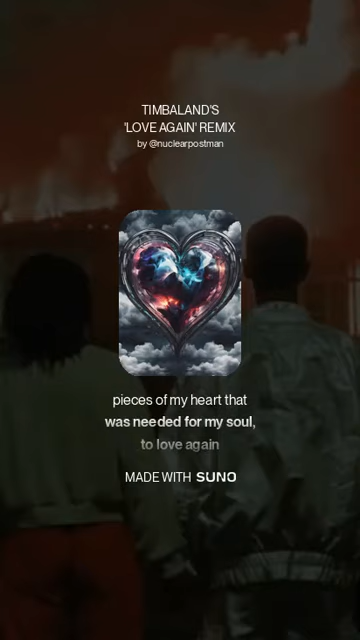 TIMBALAND'S
'LOVE AGAIN' REMIX
by @nuclearpostman
pieces of my heart that
was needed for my soul,
to love again
MADE WITH SUNO